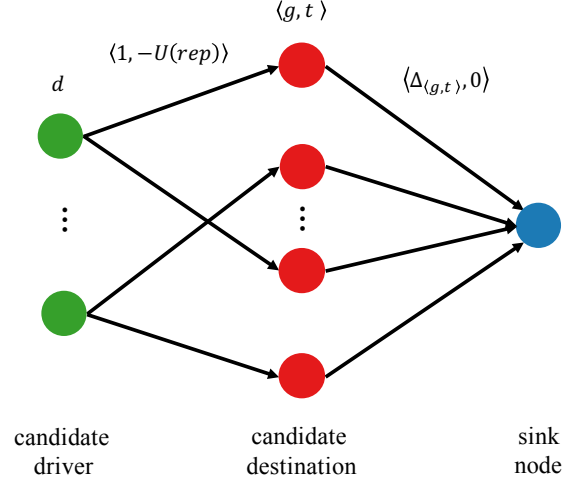 ⟨g, t ⟩
⟨1, −U(rep)⟩
⟨Δ⟨g,t ⟩, 0⟩
d
⋮
⋮
candidate
driver
candidate
destination
sink
node